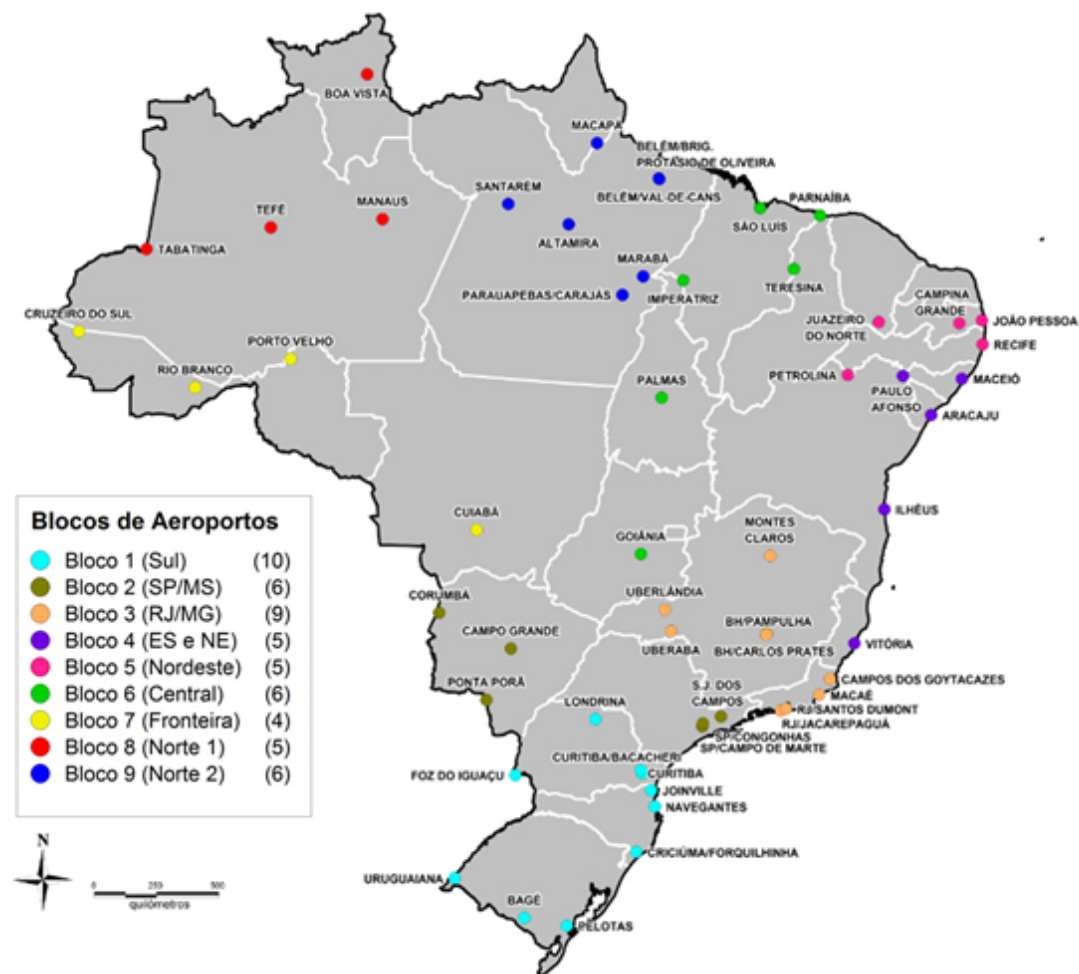 BOA VISTA
MACAPÁ
BELÉM/BRIG.
PROTÁSIO DE OLIVEIRA
SANTARÉM
BELÉM/VAL-DE-CANS
PARNAÍBA
TEFÉ
MANAUS
SÃO LUÍS
TABATINGA
ALTAMIRA
MARABÁ
TERESINA
PARAUAPEBAS/CARAJÁS
IMPERATRIZ
CAMPINA
GRANDE
CRUZEIRO DO SUL
JUAZEIRO
DO NORTE
JOÃO PESSOA
PORTO VELHO
RECIFE
RIO BRANCO
PALMAS
PETROLINA
PAULO
AFONSO
MACEIÓ
ARACAJU
ILHÉUS
CUIABÁ
GOIÂNIA
MONTES
CLAROS
Blocos de Aeroportos
Bloco 1 (Sul) (10)
Bloco 2 (SP/MS) (6)
Bloco 3 (RJ/MG) (9)
Bloco 4 (ES e NE) (5)
Bloco 5 (Nordeste) (5)
Bloco 6 (Central) (6)
Bloco 7 (Fronteira) (4)
Bloco 8 (Norte 1) (5)
Bloco 9 (Norte 2) (6)
CORUMBÁ
UBERLÂNDIA
BH/PAMPULHA
CAMPO GRANDE
UBERABA
BH/CARLOS PRATES
VITÓRIA
CAMPOS DOS GOYTACAZES
PONTA PORÃ
LONDRINA
S.J. DOS
CAMPOS
MACAÉ
RJ/SANTOS DUMONT
RJ/JACAREPAGUÁ
SP/CONGONHAS
SP/CAMPO DE MARTE
CURITIBA/BACACHERI
FOZ DO IGUAÇU
CURITIBA
JOINVILLE
NAVEGANTES
CRICIÚMA/FORQUILHINHA
URUGUAIANA
BAGÉ
PELOTAS
N
0 250 500
quilómetros